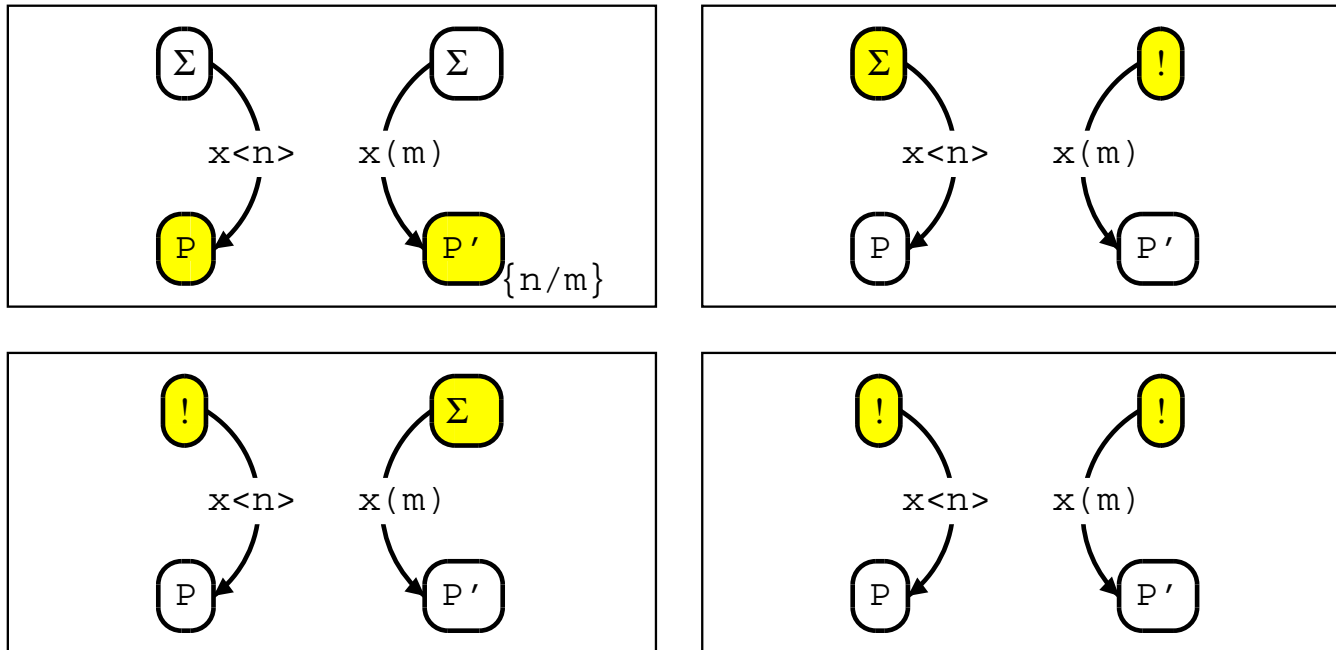 Σ Σ
x<n> x(m)
P P'
{n/m}
Σ !
x<n> x(m)
P P'
! Σ
x<n> x(m)
P P'
! !
x<n> x(m)
P P'